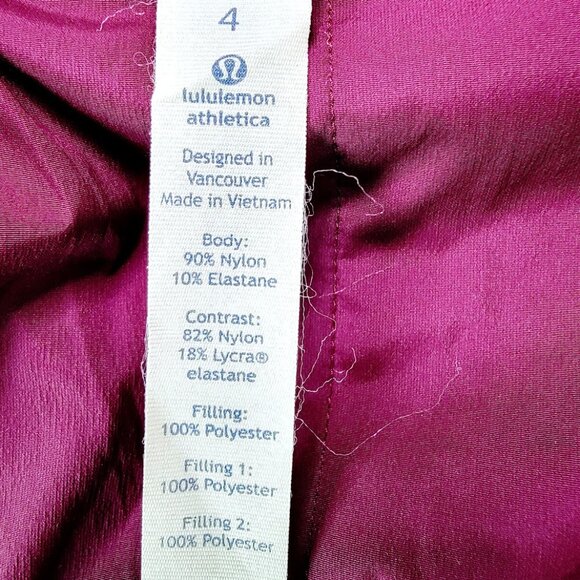 4
lululemon
athletica
Designed in
Vancouver
Made in Vietnam
Body:
90% Nylon
10% Elastane
Contrast:
82% Nylon
18% Lycra®
elastane
Filling:
100% Polyester
Filling 1:
100% Polyester
Filling 2:
100% Polyester